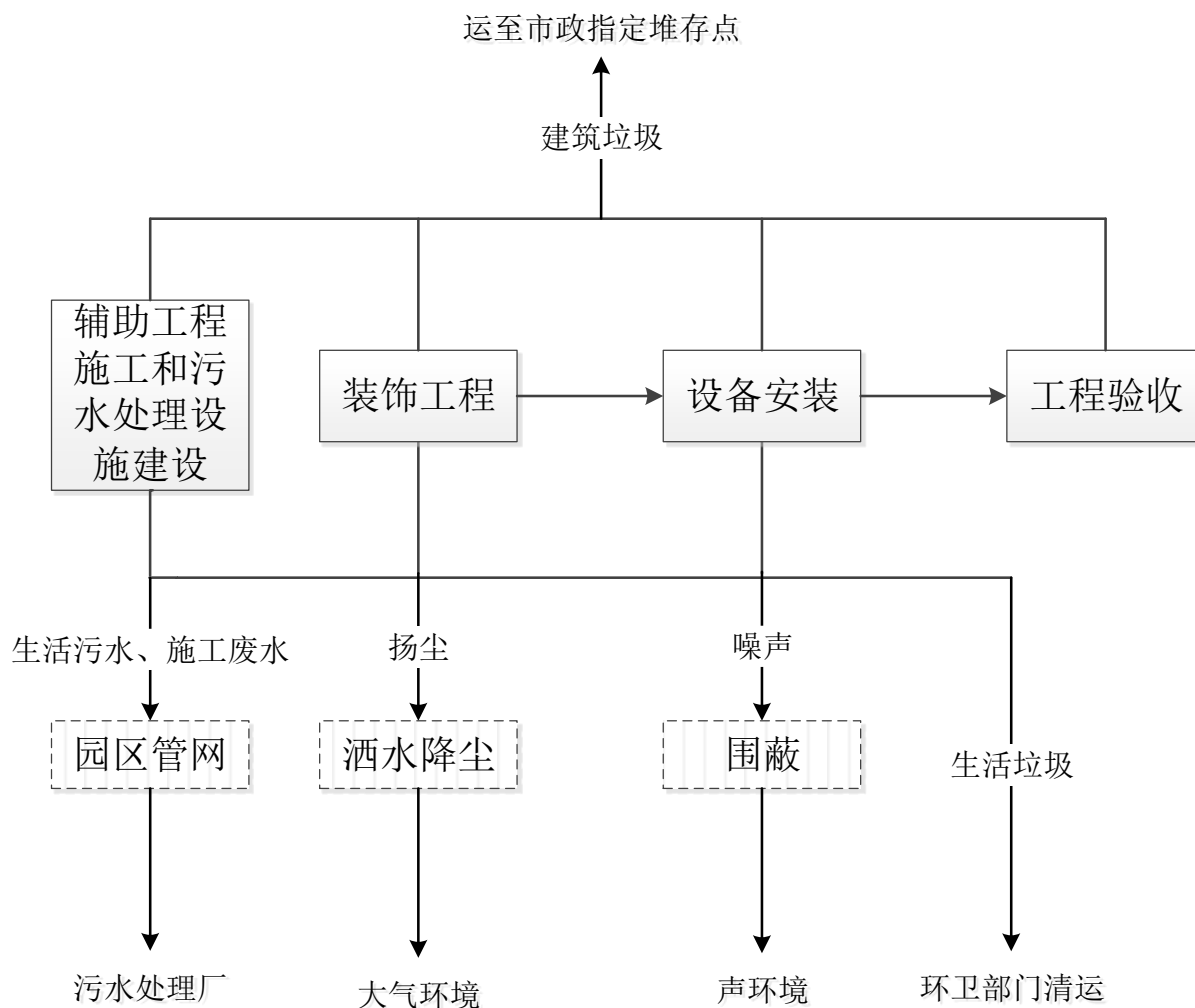 运至市政指定堆存点
建筑垃圾
辅助工程
施工和污
水处理设
施建设
装饰工程
设备安装
工程验收
生活污水、施工废水
扬尘
噪声
园区管网
洒水降尘
围蔽
生活垃圾
污水处理厂
大气环境
声环境
环卫部门清运